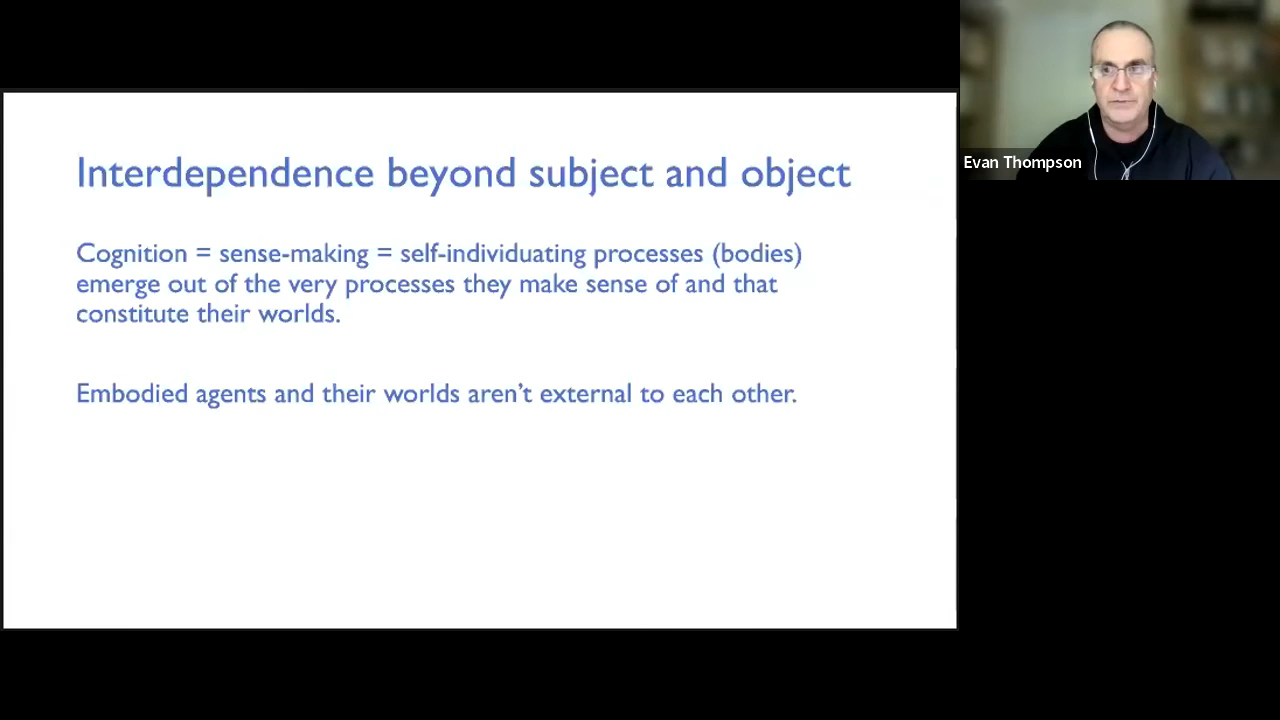 Interdependence beyond subject and object
Cognition = sense-making = self-individuating processes (bodies)
emerge out of the very processes they make sense of and that
constitute their worlds.
Embodied agents and their worlds aren’t external to each other.
Evan Thompson